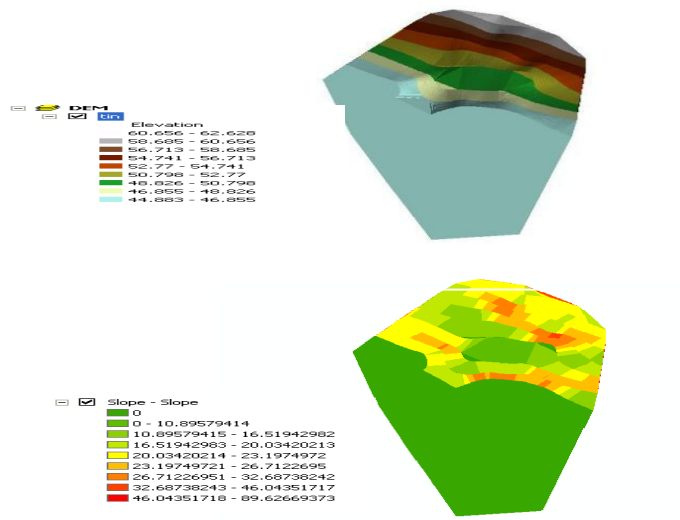 DEM
tin
Elevation
60.656 - 62.628
58.685 - 60.656
56.713 - 58.685
54.741 - 56.713
52.77 - 54.741
50.798 - 52.77
48.826 - 50.798
46.855 - 48.826
44.883 - 46.855
Slope - Slope
0
0 - 10.89579414
10.89579415 - 16.51942982
16.51942983 - 20.03420213
20.03420214 - 23.1974972
23.19749721 - 26.7122695
26.71226951 - 32.68738242
32.68738243 - 46.04351717
46.04351718 - 89.62669373